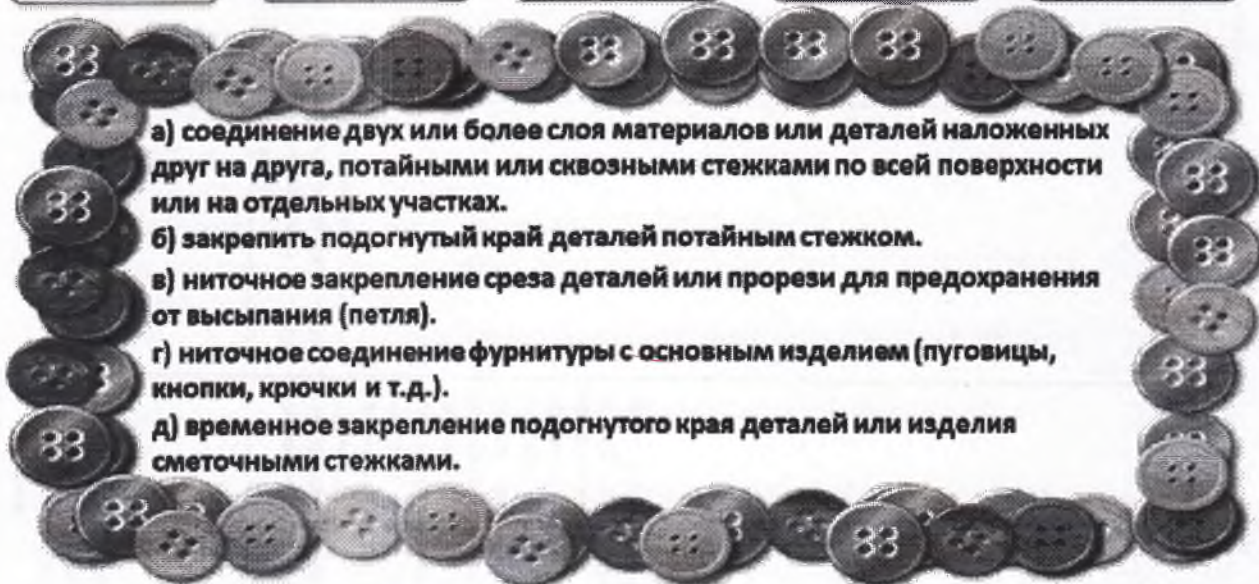 а) соединение двух или более слоя материалов или деталей наложенных
друг на друга, потайными или сквозными стежками по всей поверхности
или на отдельных участках.
б) закрепить подогнутый край деталей потайным стежком.
в) ниточное закрепление среза деталей или прорези для предохранения
от высыпания (петля).
г) ниточное соединение фурнитуры с основным изделием (пуговицы,
кнопки, крючки и т.д.).
д) временное закрепление подогнутого края деталей или изделия
сметочными стежками.